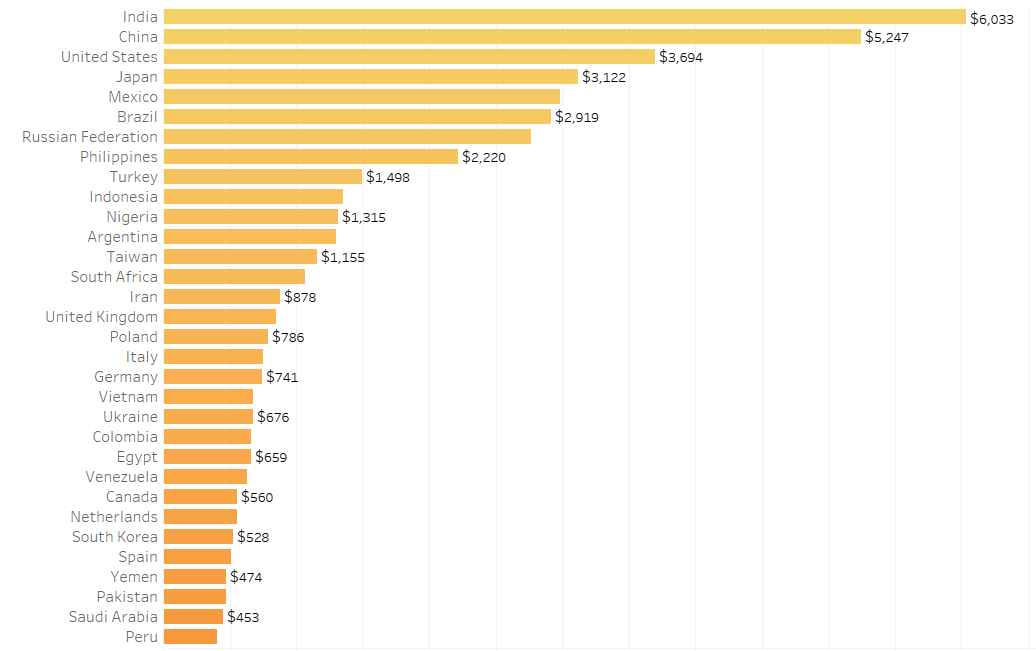 India $6,033
China $5,247
United States $3,694
Japan $3,122
Mexico
Brazil $2,919
Russian Federation
Philippines $2,220
Turkey $1,498
Indonesia
Nigeria $1,315
Argentina
Taiwan $1,155
South Africa
Iran $878
United Kingdom
Poland $786
Italy
Germany $741
Vietnam
Ukraine $676
Colombia
Egypt $659
Venezuela
Canada $560
Netherlands
South Korea $528
Spain
Yemen $474
Pakistan
Saudi Arabia $453
Peru